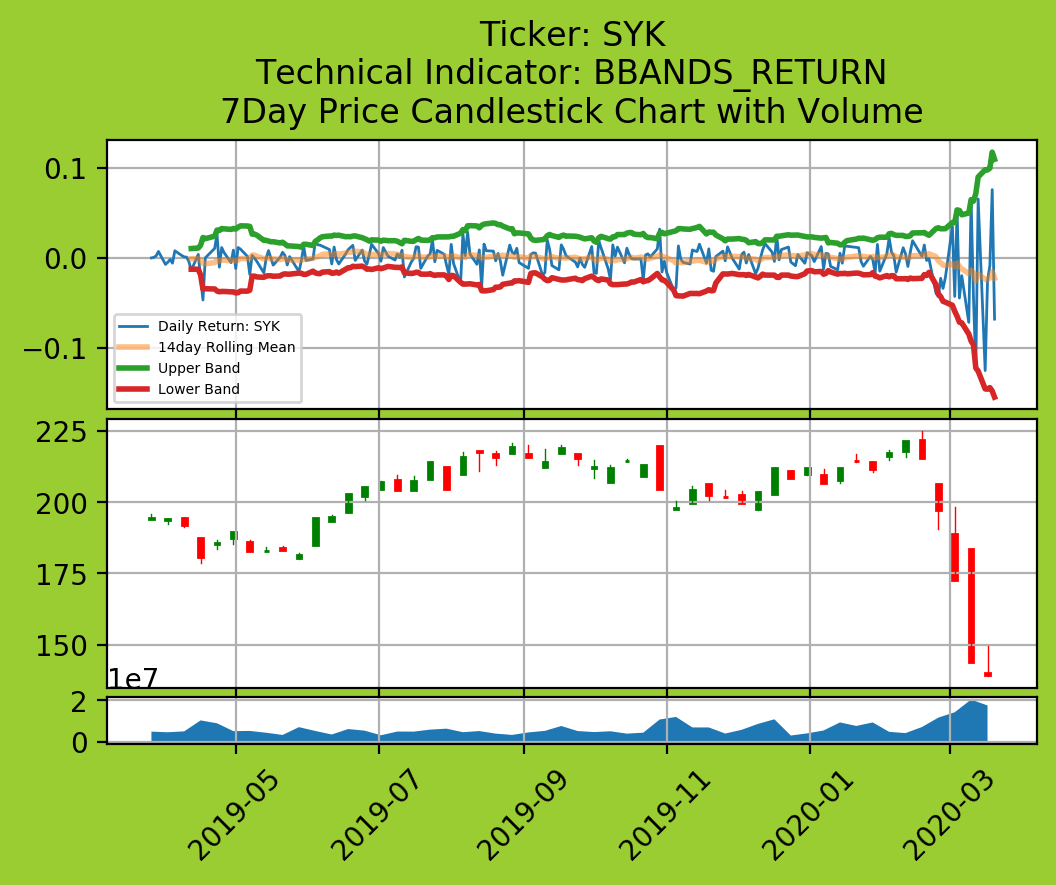 Ticker: SYK
Technical Indicator: BBANDS_RETURN
7Day Price Candlestick Chart with Volume
0.1
0.0
−0.1
Daily Return: SYK
14day Rolling Mean
Upper Band
Lower Band
225
200
175
150
1e7
2
0
2019-05
2019-07
2019-09
2019-11
2020-01
2020-03